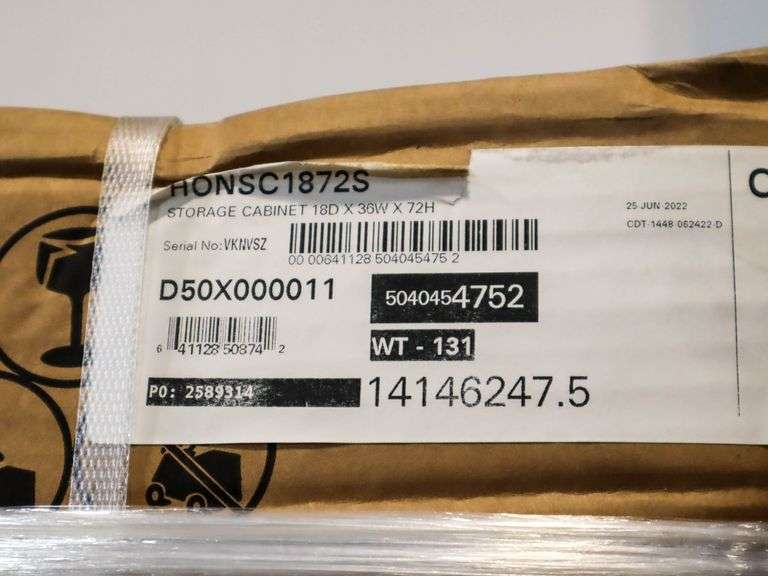 HONSC1872S
STORAGE CABINET 18D X 36W X 72H
25 JUN 2022
CDT-1448-062422-D
Serial No: VKNVSZ
00 00641128 504045475 2
D50X000011
5040454752
6 41128 50874 2
WT - 131
PO: 2589314
14146247.5